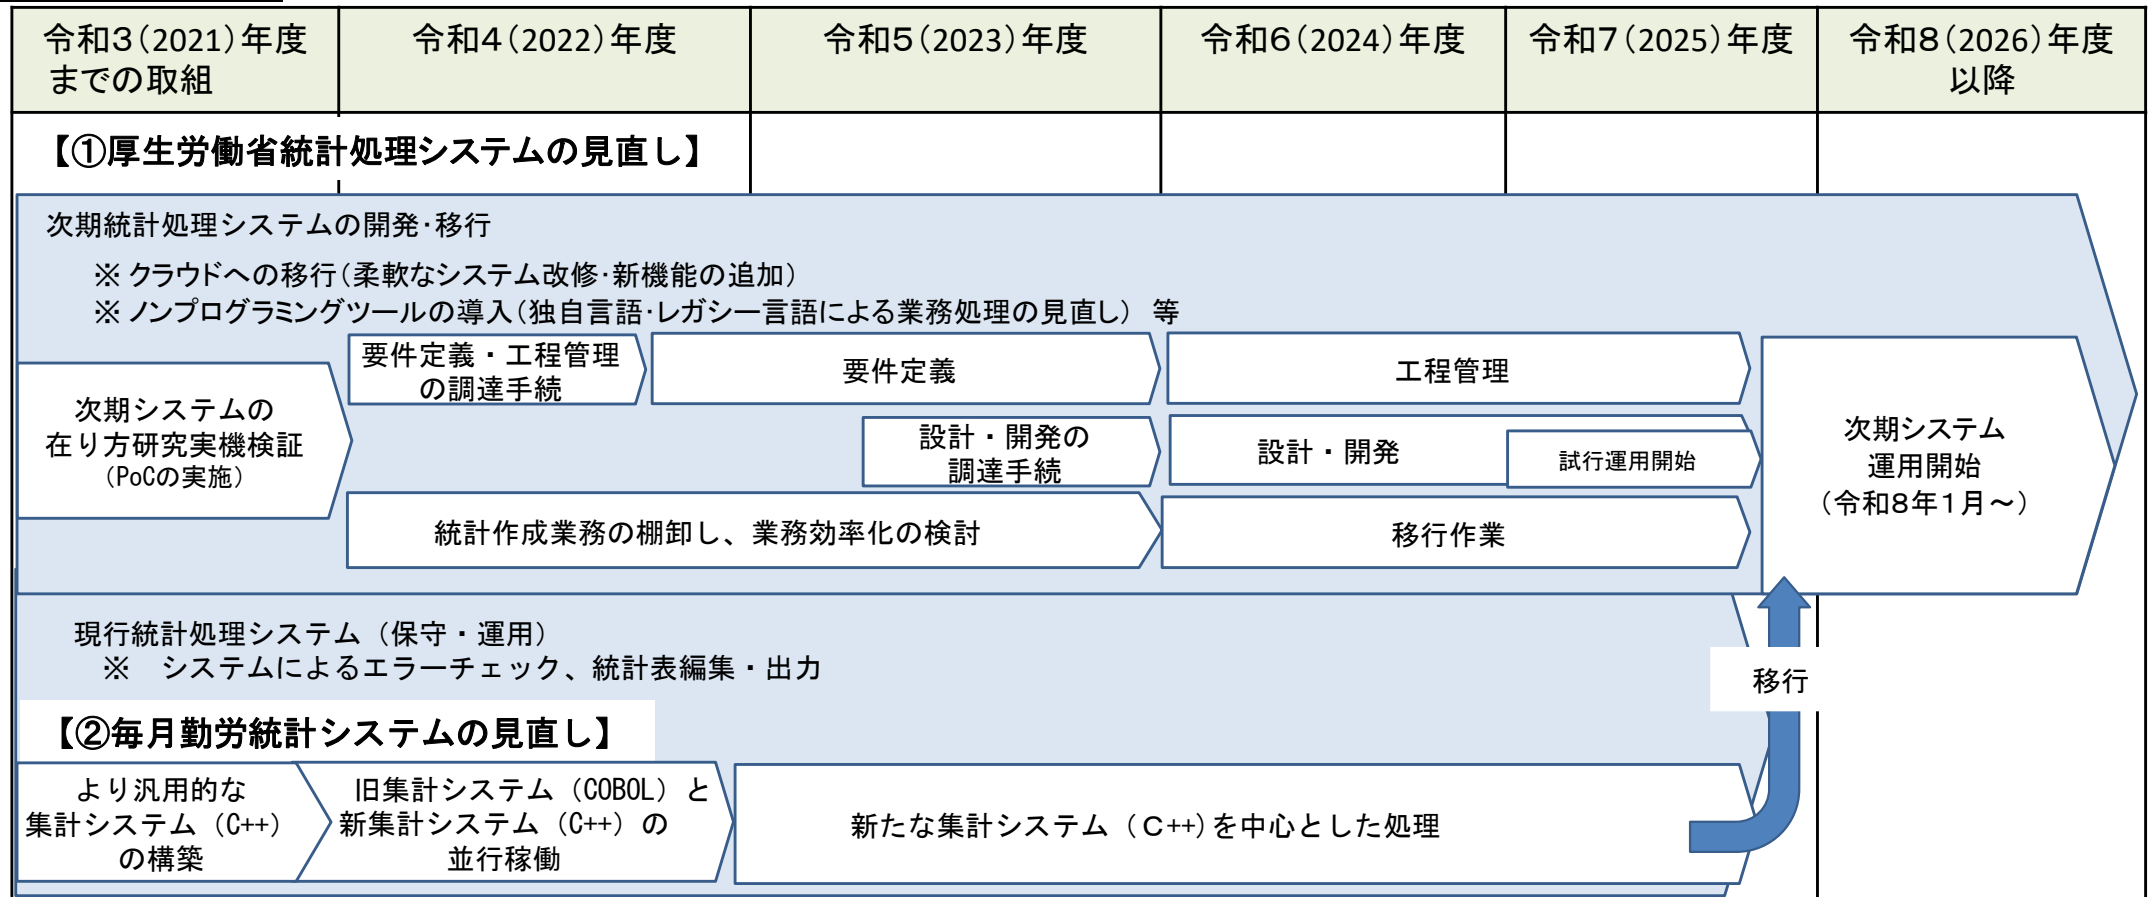 令和3(2021)年度
までの取組
令和4(2022)年度
令和5(2023)年度
令和6(2024)年度
令和7(2025)年度
令和8(2026)年度
以降
【①厚生労働省統計処理システムの見直し】
次期統計処理システムの開発・移行
※ クラウドへの移行(柔軟なシステム改修・新機能の追加)
※ ノンプログラミングツールの導入(独自言語・レガシー言語による業務処理の見直し) 等
次期システムの
在り方研究実機検証
(PoCの実施)
要件定義・工程管理
の調達手続
要件定義
工程管理
設計・開発の
調達手続
設計・開発
試行運用開始
統計作成業務の棚卸し、業務効率化の検討
移行作業
次期システム
運用開始
(令和8年1月～)
現行統計処理システム（保守・運用）
※　システムによるエラーチェック、統計表編集・出力
移行
【②毎月勤労統計システムの見直し】
より汎用的な
集計システム（C++）
の構築
旧集計システム（COBOL）と
新集計システム（C++）の
並行稼働
新たな集計システム（Ｃ++)を中心とした処理